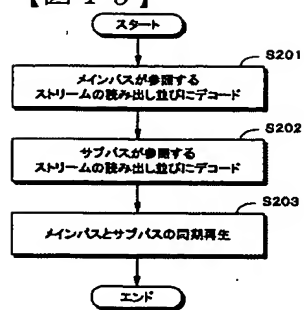 【図１９】
スタート
S201
メインパスが参照する
ストリームの読み出し並びにデコード
S202
サブパスが参照する
ストリームの読み出し並びにデコード
S203
メインパスとサブパスの同期再生
エンド